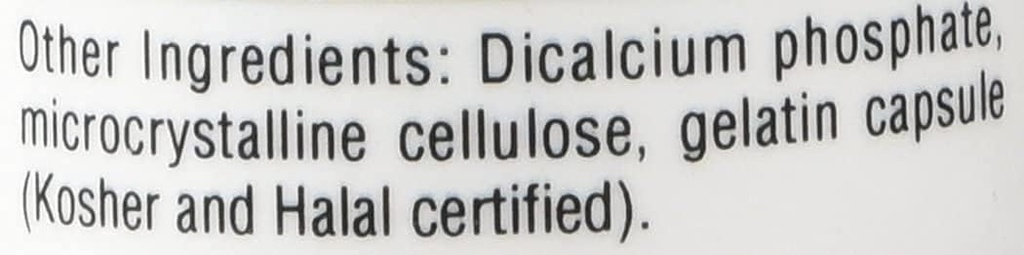 Other Ingredients: Dicalcium phosphate,
microcrystalline cellulose, gelatin capsule
(Kosher and Halal certified).